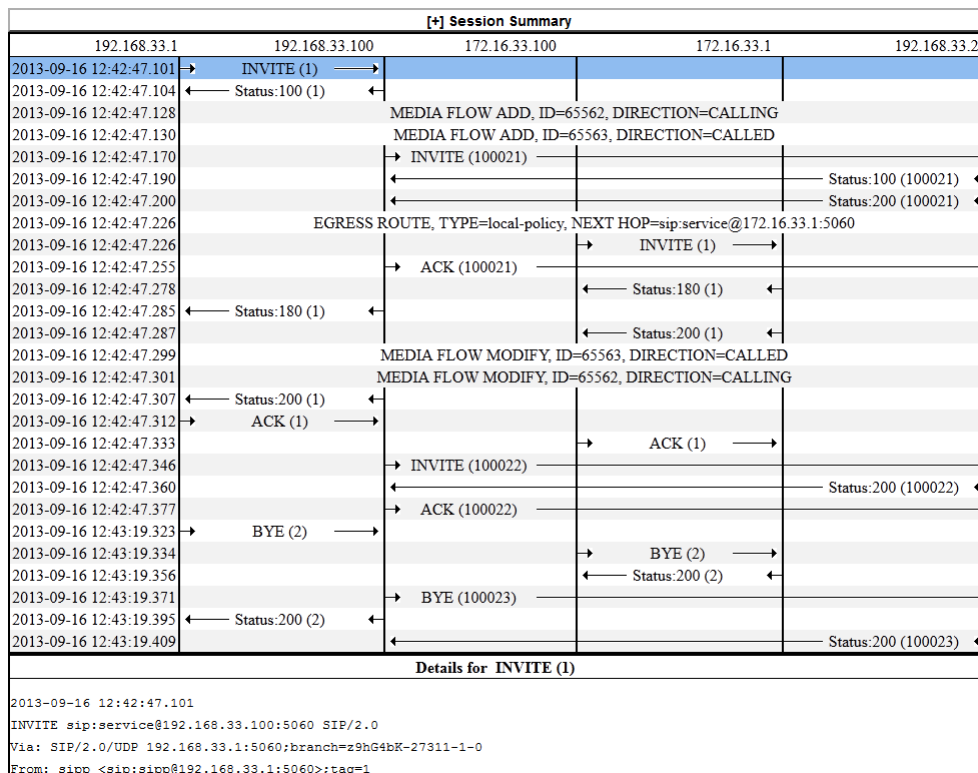 [+] Session Summary
192.168.33.1 192.168.33.100 172.16.33.100 172.16.33.1 192.168.33.2
2013-09-16 12:42:47.101 INVITE (1)
2013-09-16 12:42:47.104 Status:100 (1)
2013-09-16 12:42:47.128 MEDIA FLOW ADD, ID=65562, DIRECTION=CALLING
2013-09-16 12:42:47.130 MEDIA FLOW ADD, ID=65563, DIRECTION=CALLED
2013-09-16 12:42:47.170 INVITE (100021)
2013-09-16 12:42:47.190 Status:100 (100021)
2013-09-16 12:42:47.200 Status:200 (100021)
2013-09-16 12:42:47.226 EGRESS ROUTE, TYPE=local-policy, NEXT HOP=sip:service@172.16.33.1:5060
2013-09-16 12:42:47.226 INVITE (1)
2013-09-16 12:42:47.255 ACK (100021)
2013-09-16 12:42:47.278 Status:180 (1)
2013-09-16 12:42:47.285 Status:180 (1)
2013-09-16 12:42:47.287 Status:200 (1)
2013-09-16 12:42:47.299 MEDIA FLOW MODIFY, ID=65563, DIRECTION=CALLED
2013-09-16 12:42:47.301 MEDIA FLOW MODIFY, ID=65562, DIRECTION=CALLING
2013-09-16 12:42:47.307 Status:200 (1)
2013-09-16 12:42:47.312 ACK (1)
2013-09-16 12:42:47.333 ACK (1)
2013-09-16 12:42:47.346 INVITE (100022)
2013-09-16 12:42:47.360 Status:200 (100022)
2013-09-16 12:42:47.377 ACK (100022)
2013-09-16 12:43:19.323 BYE (2)
2013-09-16 12:43:19.334 BYE (2)
2013-09-16 12:43:19.356 Status:200 (2)
2013-09-16 12:43:19.371 BYE (100023)
2013-09-16 12:43:19.395 Status:200 (2)
2013-09-16 12:43:19.409 Status:200 (100023)
Details for INVITE (1)
2013-09-16 12:42:47.101
INVITE sip:service@192.168.33.100:5060 SIP/2.0
Via: SIP/2.0/UDP 192.168.33.1:5060;branch=z9hG4bK-27311-1-0
From: sipp <sip:sipp@192.168.33.1:5060>;tag=1